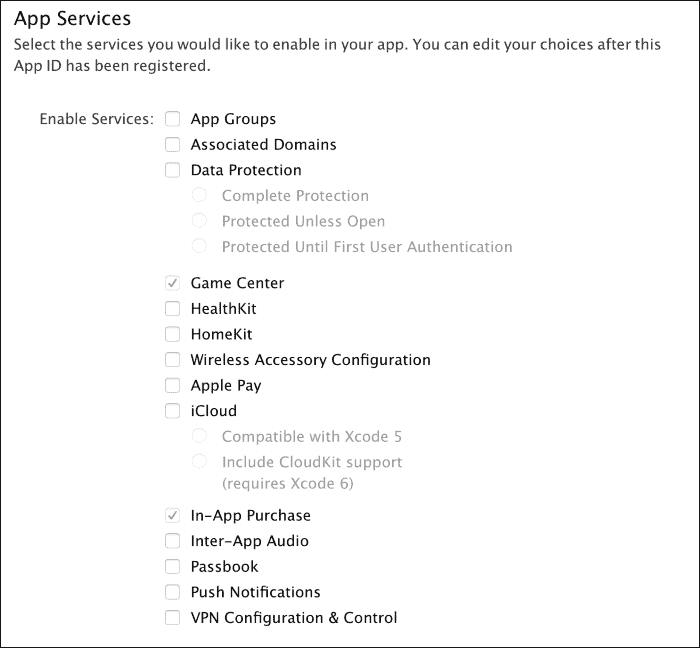 App Services
Select the services you would like to enable in your app. You can edit your choices after this
App ID has been registered.
Enable Services:
App Groups
Associated Domains
Data Protection
Complete Protection
Protected Unless Open
Protected Until First User Authentication
Game Center
HealthKit
HomeKit
Wireless Accessory Configuration
Apple Pay
iCloud
Compatible with Xcode 5
Include CloudKit support
(requires Xcode 6)
In-App Purchase
Inter-App Audio
Passbook
Push Notifications
VPN Configuration & Control